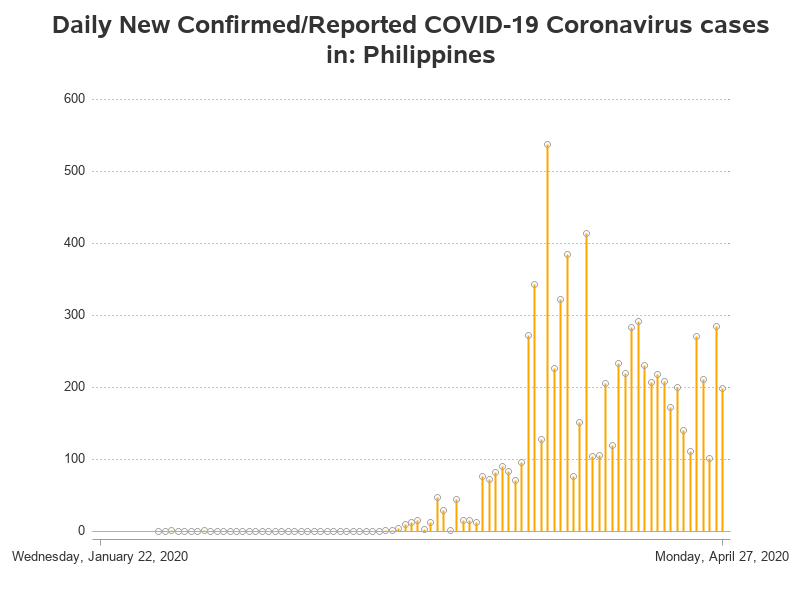 Daily New Confirmed/Reported COVID-19 Coronavirus cases
in: Philippines
600
500
400
300
200
100
0
Wednesday, January 22, 2020
Monday, April 27, 2020